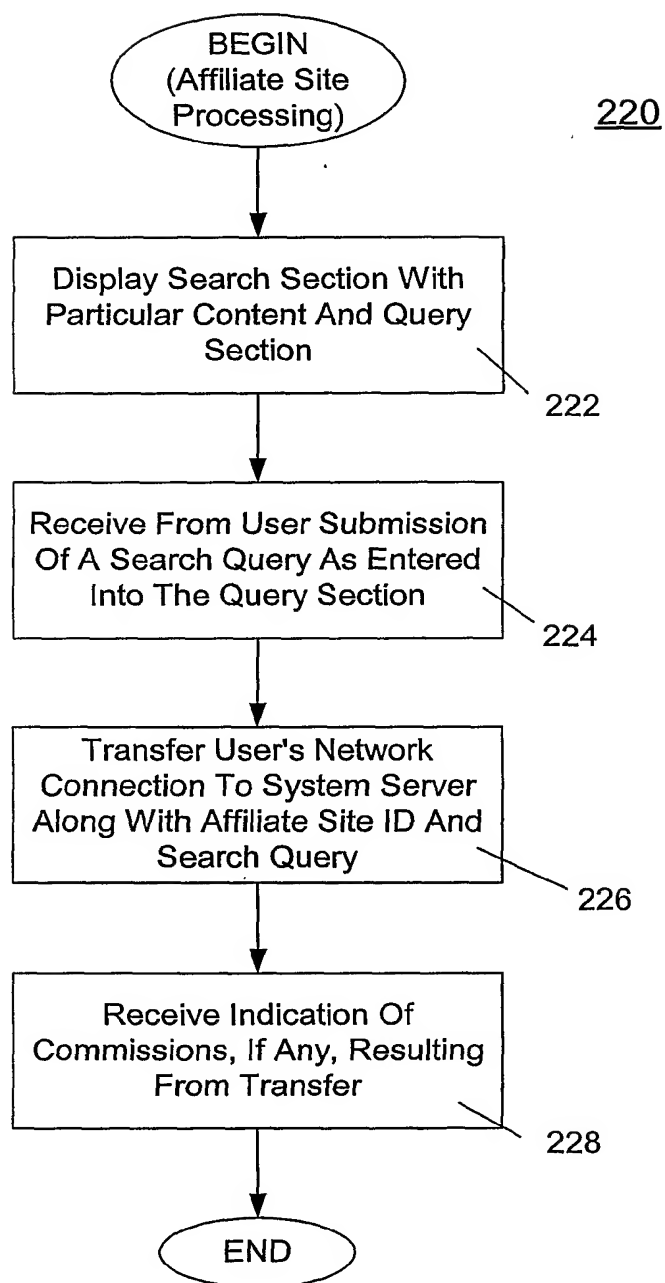 BEGIN
(Affiliate Site
Processing)
220
Display Search Section With
Particular Content And Query
Section
222
Receive From User Submission
Of A Search Query As Entered
Into The Query Section
224
Transfer User's Network
Connection To System Server
Along With Affiliate Site ID And
Search Query
226
Receive Indication Of
Commissions, If Any, Resulting
From Transfer
228
END